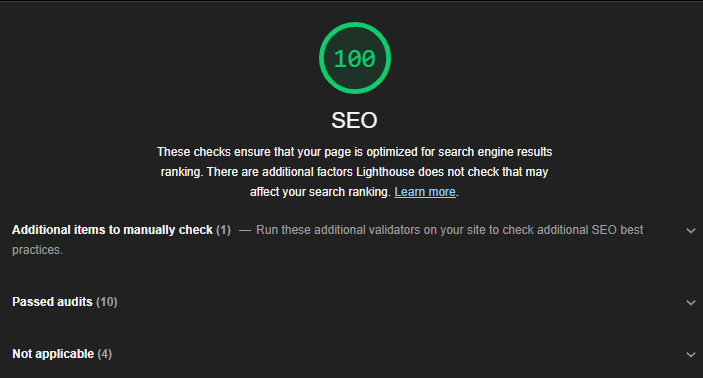 100
SEO
These checks ensure that your page is optimized for search engine results
ranking. There are additional factors Lighthouse does not check that may
affect your search ranking. Learn more.
Additional items to manually check (1) — Run these additional validators on your site to check additional SEO best
practices.
Passed audits (10)
Not applicable (4)